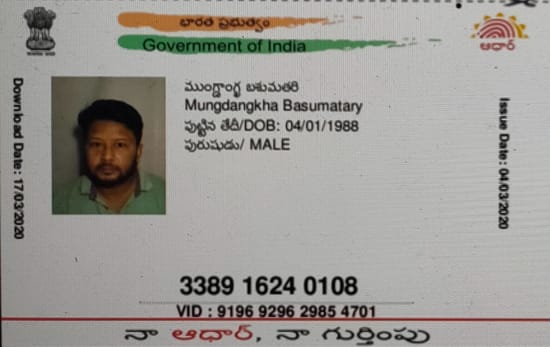 భారత ప్రభుత్వం
Government of India
ఆధార్
ముంగ్డాంగ్ఖ బసుమతరి
Mungdangkha Basumatary
పుట్టిన తేదీ/DOB: 04/01/1988
పురుషుడు/ MALE
Download Date: 17/03/2020
Issue Date: 04/03/2020
3389 1624 0108
VID : 9196 9296 2985 4701
నా ఆధార్, నా గుర్తింపు